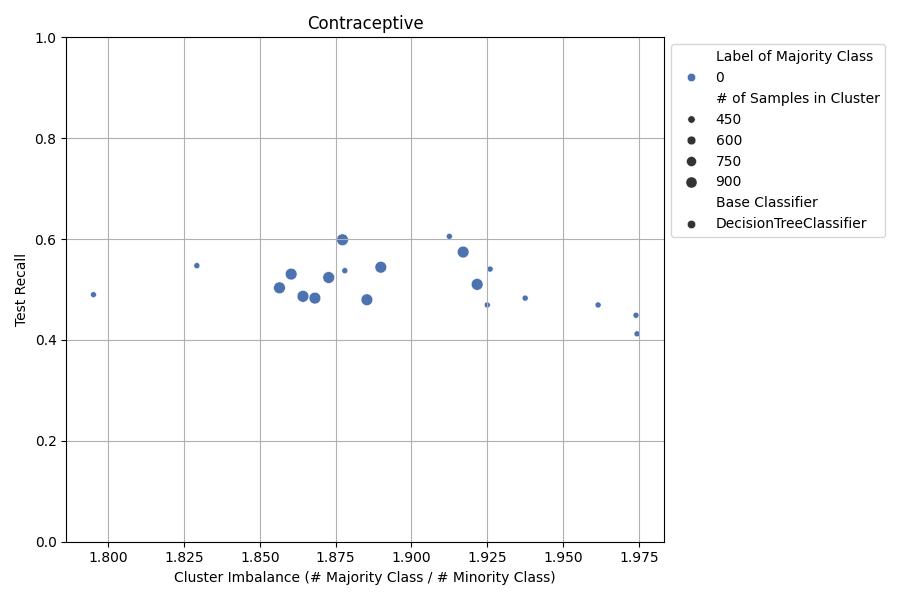 Contraceptive
Test Recall
1.0
0.8
0.6
0.4
0.2
0.0
1.800 1.825 1.850 1.875 1.900 1.925 1.950 1.975
Cluster Imbalance (# Majority Class / # Minority Class)
Label of Majority Class
0
# of Samples in Cluster
450
600
750
900
Base Classifier
DecisionTreeClassifier